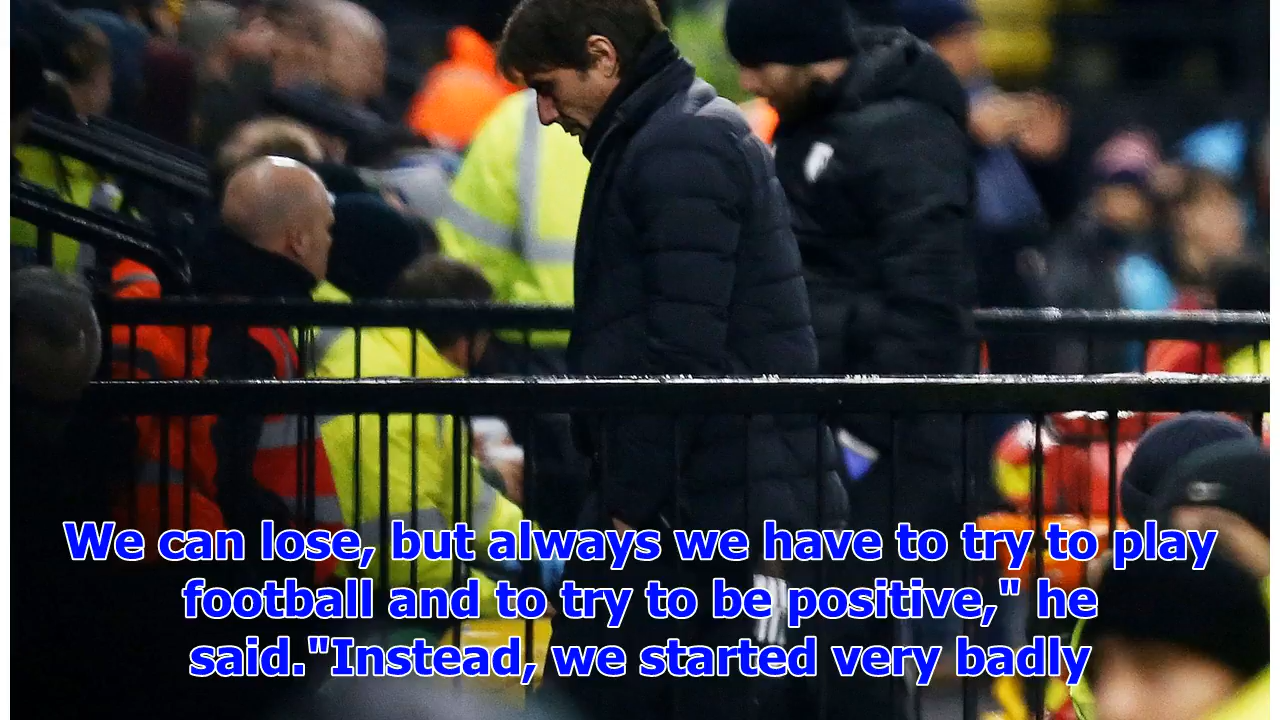 We can lose, but always we have to try to play
football and to try to be positive," he
said."Instead, we started very badly